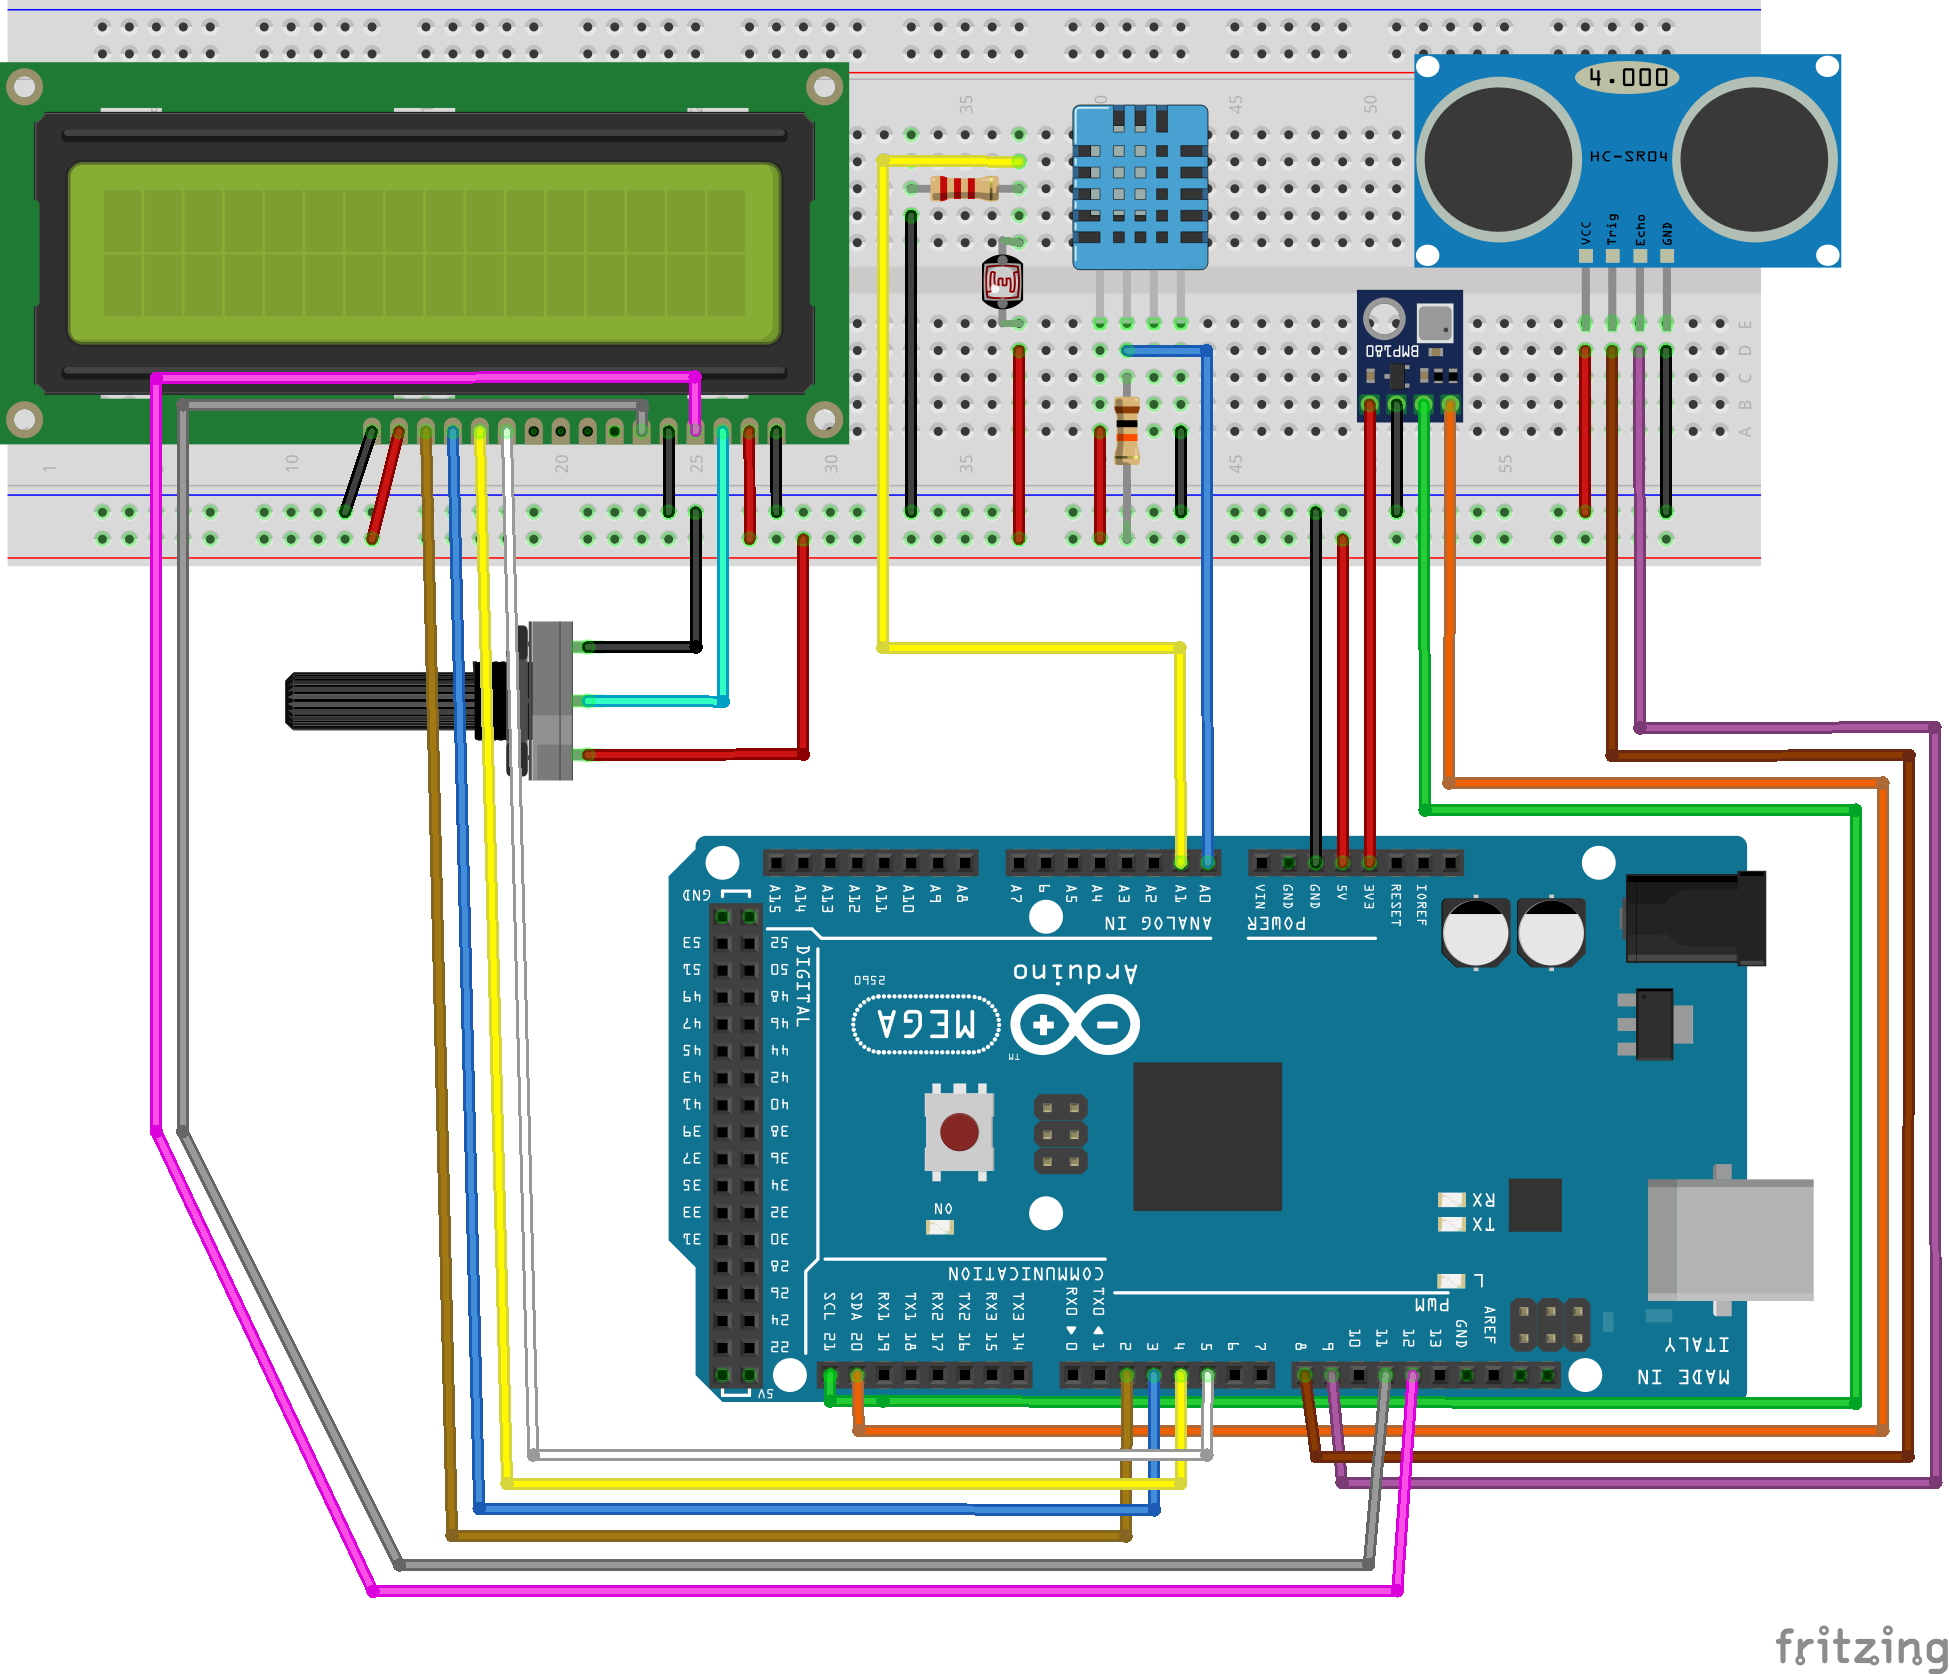 4.000
HC-SR04
VCC Trig Echo GND
35 45 50
BMP180
E
D
C
B
A
1 10 20 25 30 35 45 55
GND
A15 A14 A13 A12 A11 A10 A9 A8
A7 A5 A4 A3 A2 A1 A0
VIN GND GND 5V 3V3 RESET IOREF
ANALOG IN
POWER
53 52
51 50
49 48
47 46
45 44
43 42
41 40
39 38
37 36
35 34
33 32
31 30
28
26
24
22
5V
DIGITAL
Arduino
2560
MEGA
TM
ON
RX
TX
L
COMMUNICATION
PWM
SCL 21
SDA 20
RX1 19
TX1 18
RX2 17
TX2 16
RX3 15
TX3 14
RX0 ◄ 0
TX0 ► 1
2 3 4 5 6 7
8 9 10 11 12 13 GND AREF
MADE IN
ITALY
fritzing